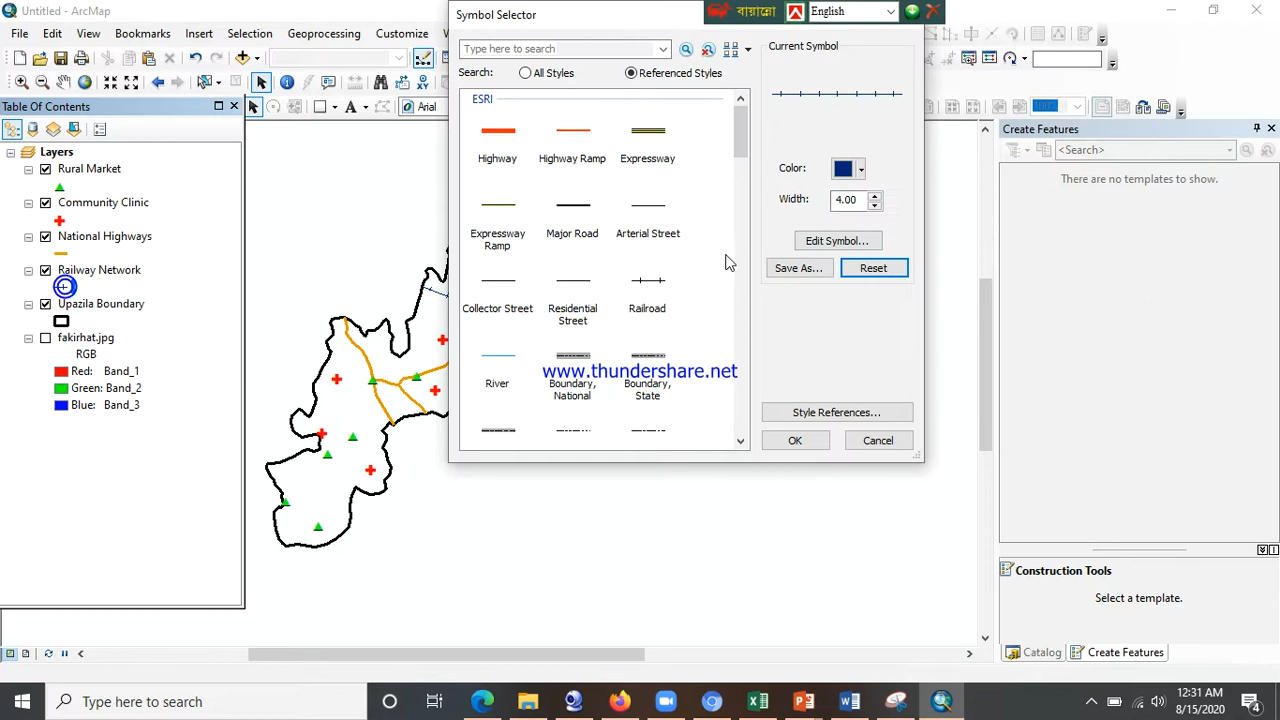 Untitled - ArcMap
File Edit View Bookmarks Insert Selection Geoprocessing Customize
Arial
Table Of Contents
Layers
Rural Market
Community Clinic
National Highways
Railway Network
Upazila Boundary
fakirhat.jpg
RGB
Red: Band_1
Green: Band_2
Blue: Band_3
Symbol Selector
বায়ান্নো
English
Type here to search
Search: All Styles Referenced Styles
ESRI
Highway Highway Ramp Expressway
Expressway Ramp Major Road Arterial Street
Collector Street Residential Street Railroad
River Boundary, National Boundary, State
www.thundershare.net
Current Symbol
Color:
Width: 4.00
Edit Symbol...
Save As... Reset
Style References...
OK Cancel
Create Features
<Search>
There are no templates to show.
Construction Tools
Select a template.
Catalog Create Features
Type here to search
12:31 AM
8/15/2020
4